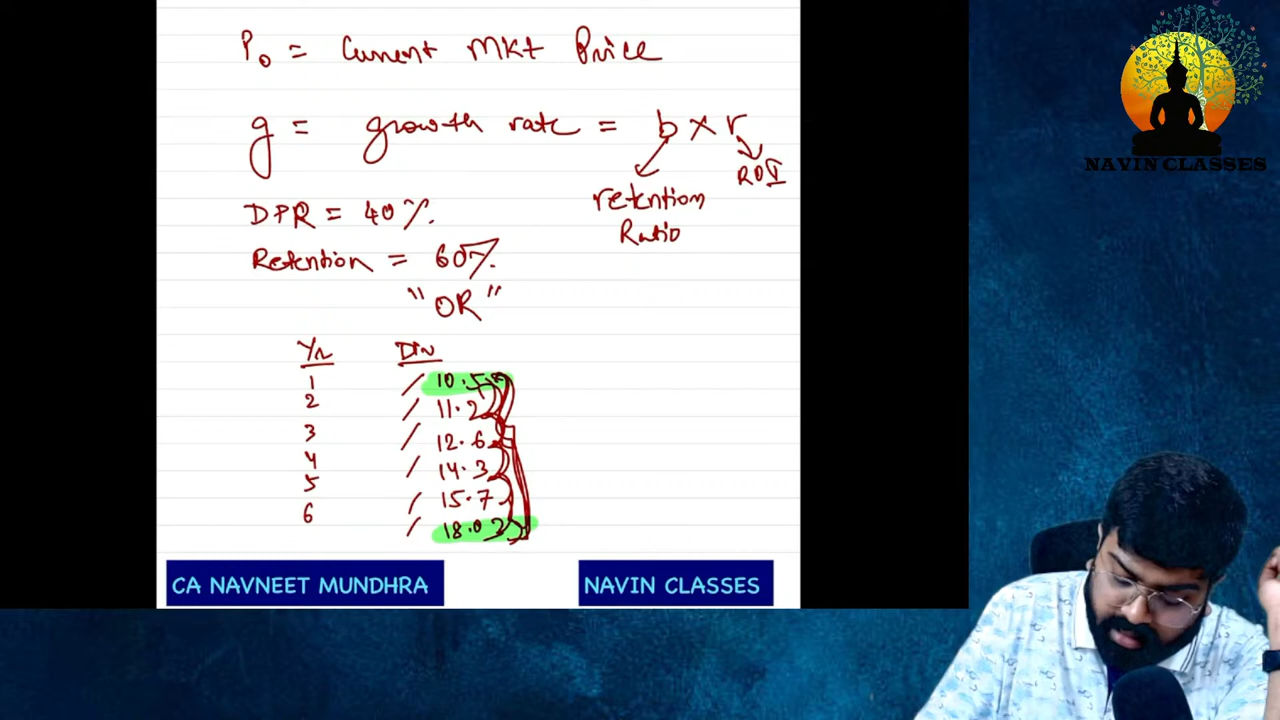 P₀ = Current Mkt Price
g = growth rate = b × r
ROI
retention
Ratio
DPR = 40%.
Retention = 60%.
"OR"
Yr Div
1 10.5
2 11.2
3 12.6
4 14.3
5 15.7
6 18.03
CA NAVNEET MUNDHRA
NAVIN CLASSES
NAVIN CLASSES